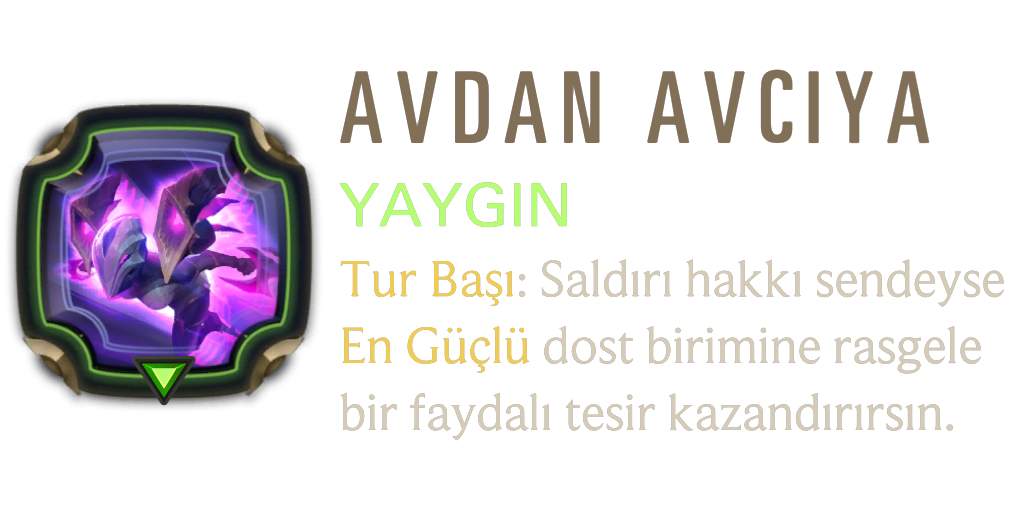 AVDAN AVCIYA
YAYGIN
Tur Başı: Saldırı hakkı sendeyse
En Güçlü dost birimine rasgele
bir faydalı tesir kazandırırsın.